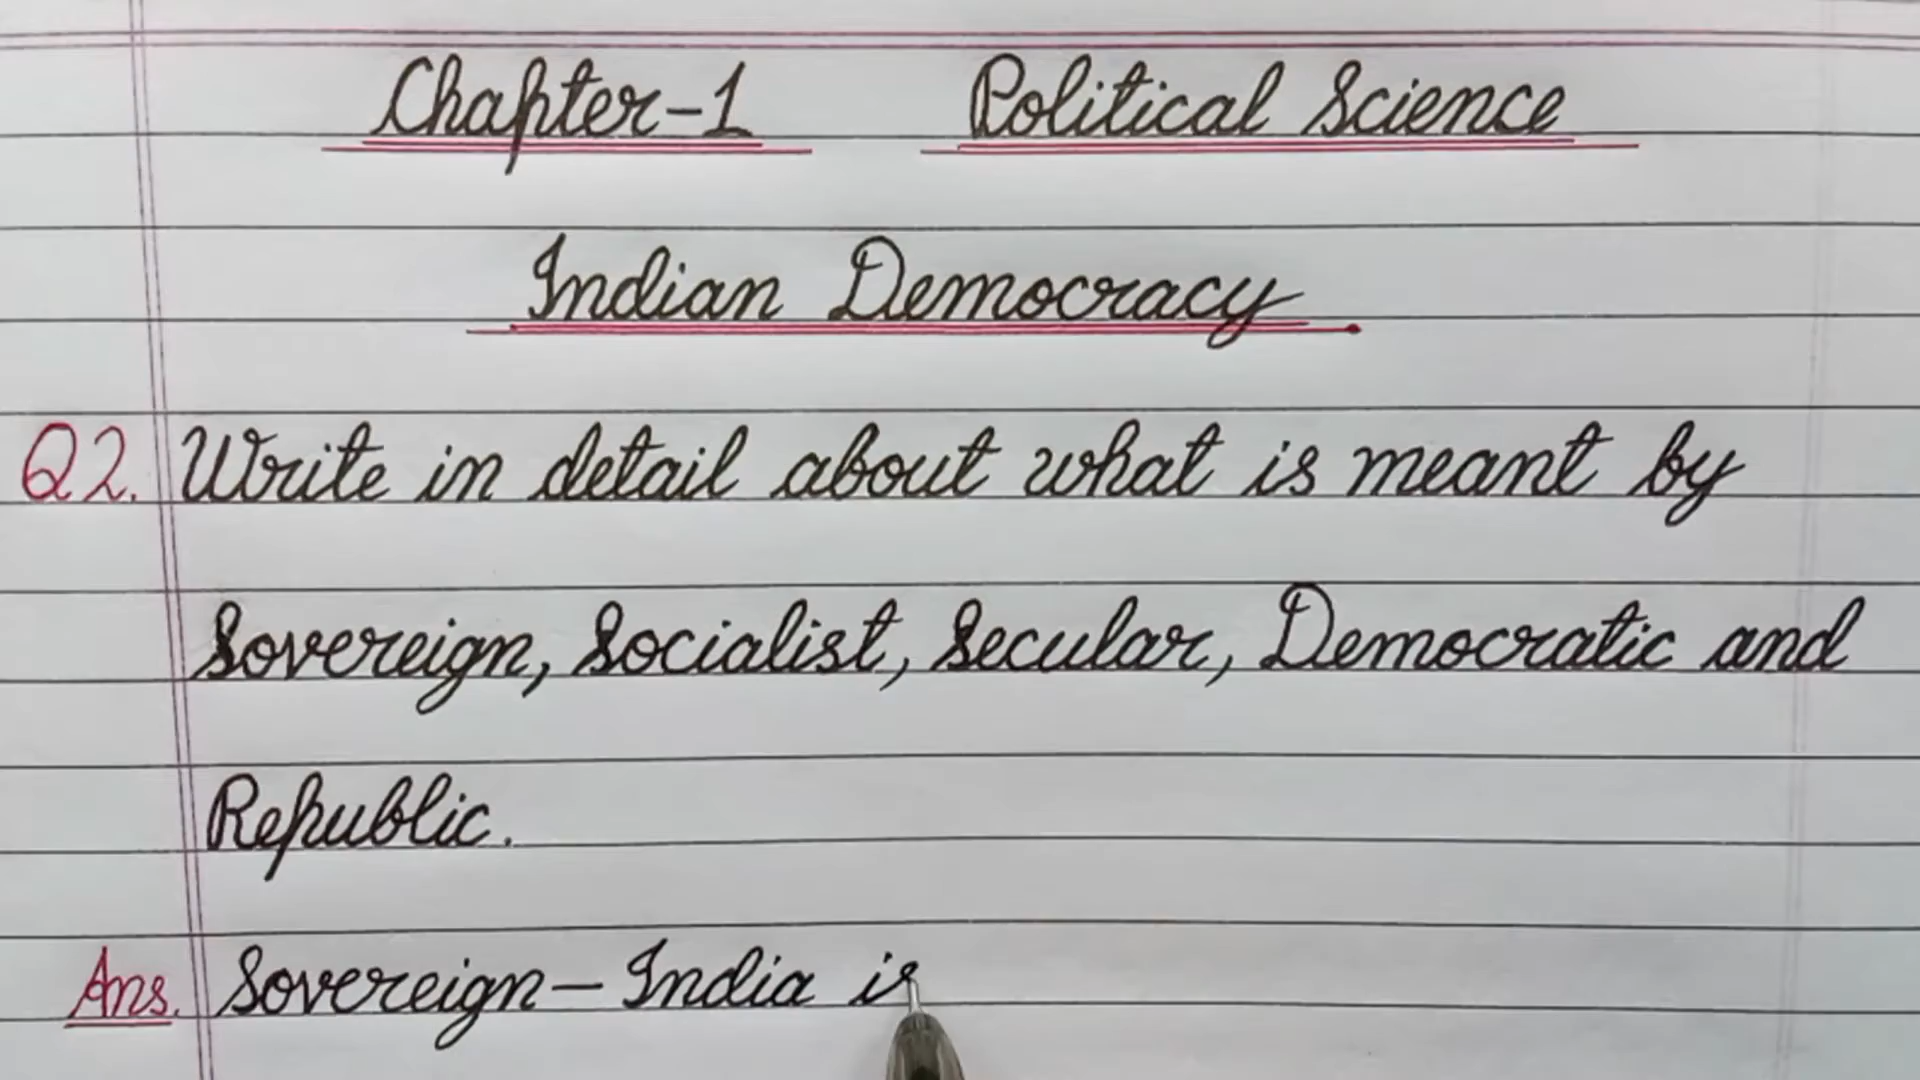 Chapter-1 Political Science
Indian Democracy
Q2. Write in detail about what is meant by
Sovereign, Socialist, Secular, Democratic and
Republic.
Ans. Sovereign - India is